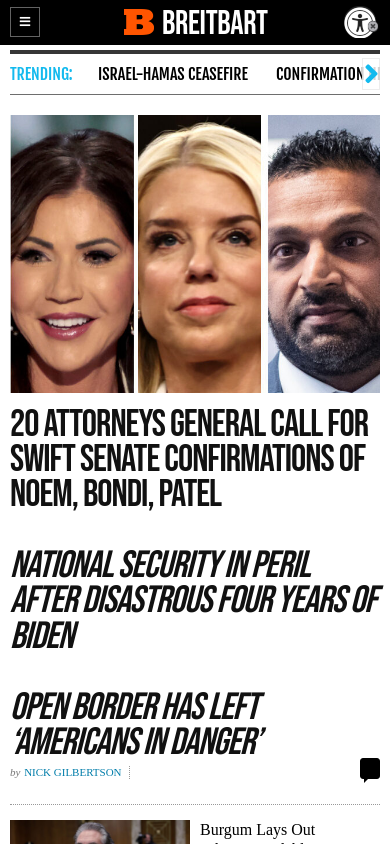 B BREITBART
TRENDING: ISRAEL-HAMAS CEASEFIRE CONFIRMATION
20 ATTORNEYS GENERAL CALL FOR
SWIFT SENATE CONFIRMATIONS OF
NOEM, BONDI, PATEL
NATIONAL SECURITY IN PERIL
AFTER DISASTROUS FOUR YEARS OF
BIDEN
OPEN BORDER HAS LEFT
‘AMERICANS IN DANGER’
by NICK GILBERTSON
Burgum Lays Out